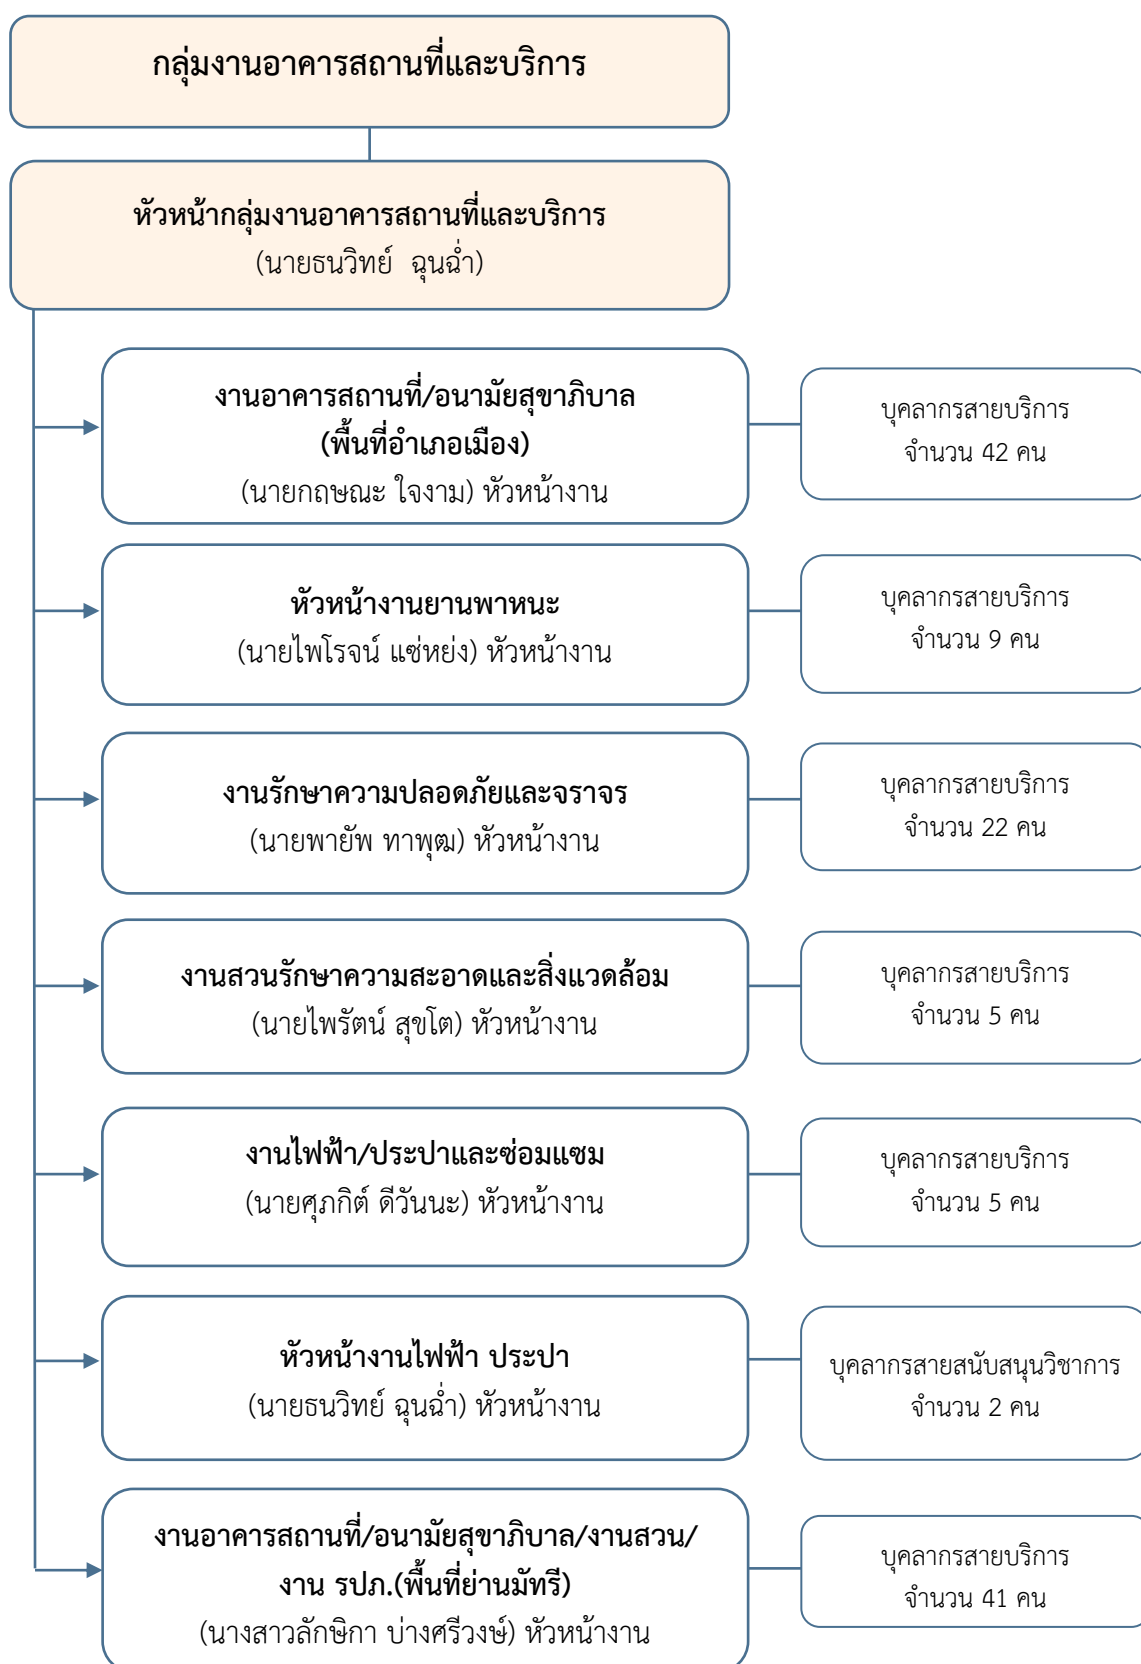 กลุ่มงานอาคารสถานที่และบริการ
หัวหน้ากลุ่มงานอาคารสถานที่และบริการ
(นายธนวิทย์  ฉุนฉ่ำ)
งานอาคารสถานที่/อนามัยสุขาภิบาล
(พื้นที่อำเภอเมือง)
(นายกฤษณะ ใจงาม) หัวหน้างาน
บุคลากรสายบริการ
จำนวน 42 คน
หัวหน้างานยานพาหนะ
(นายไพโรจน์ แซ่หย่ง) หัวหน้างาน
บุคลากรสายบริการ
จำนวน 9 คน
งานรักษาความปลอดภัยและจราจร
(นายพายัพ ทาพุฒ) หัวหน้างาน
บุคลากรสายบริการ
จำนวน 22 คน
งานสวนรักษาความสะอาดและสิ่งแวดล้อม
(นายไพรัตน์ สุขโต) หัวหน้างาน
บุคลากรสายบริการ
จำนวน 5 คน
งานไฟฟ้า/ประปาและซ่อมแซม
(นายศุภกิต์ ดีวันนะ) หัวหน้างาน
บุคลากรสายบริการ
จำนวน 5 คน
หัวหน้างานไฟฟ้า ประปา
(นายธนวิทย์ ฉุนฉ่ำ) หัวหน้างาน
บุคลากรสายสนับสนุนวิชาการ
จำนวน 2 คน
งานอาคารสถานที่/อนามัยสุขาภิบาล/งานสวน/
งาน รปภ.(พื้นที่ย่านมัทรี)
(นางสาวลักษิกา บ่างศรีวงษ์) หัวหน้างาน
บุคลากรสายบริการ
จำนวน 41 คน